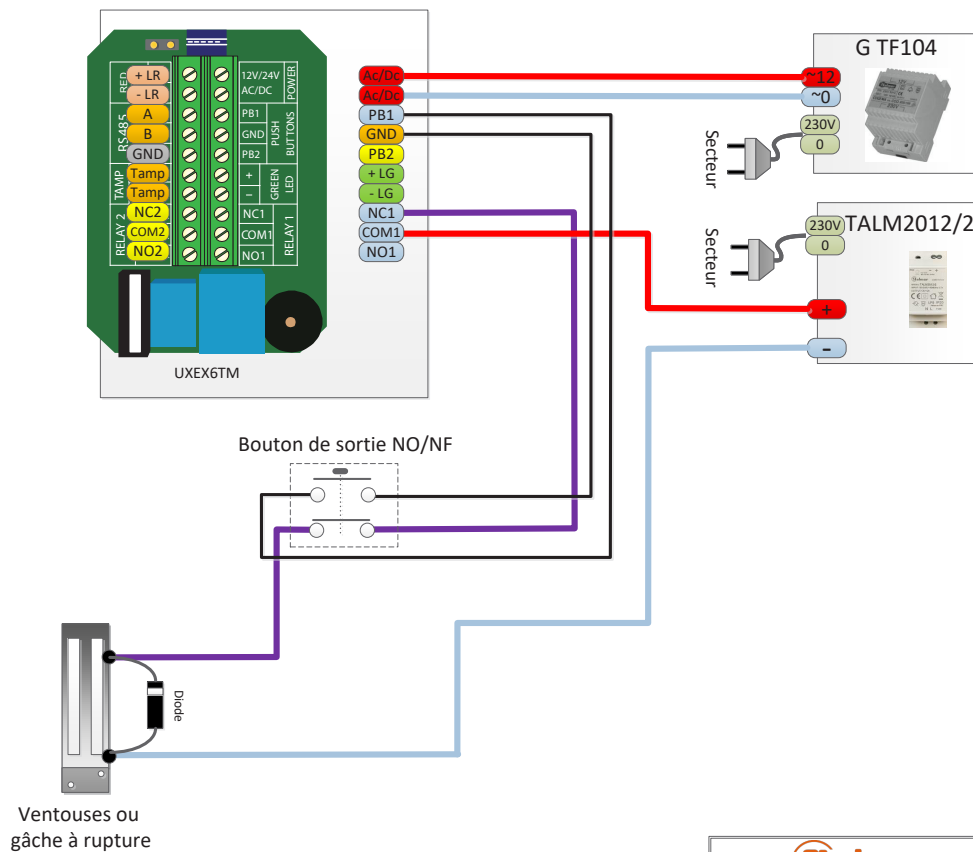 G TF104
~12
~0
230V
0
Secteur
TALM2012/2
230V
0
Secteur
+
-
RED
+ LR
- LR
RS485
A
B
GND
TAMP
Tamp
Tamp
RELAY 2
NC2
COM2
NO2
12V/24V
AC/DC
POWER
PB1
GND
PB2
PUSH
BUTTONS
+
–
GREEN
LED
NC1
COM1
NO1
RELAY 1
Ac/Dc
Ac/Dc
PB1
GND
PB2
+ LG
- LG
NC1
COM1
NO1
UXEX6TM
Bouton de sortie NO/NF
Diode
Ventouses ou
gâche à rupture